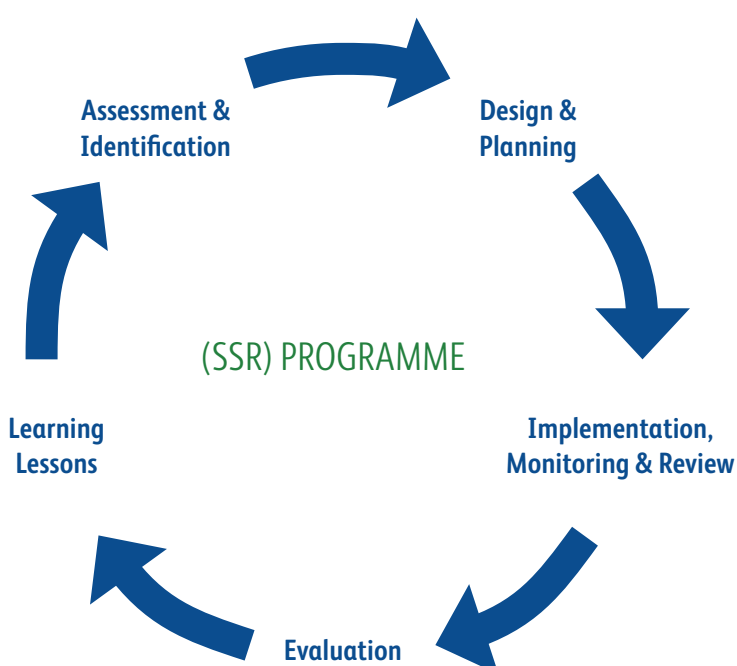 Assessment &
Identification
Design &
Planning
(SSR) PROGRAMME
Implementation,
Monitoring & Review
Evaluation
Learning
Lessons